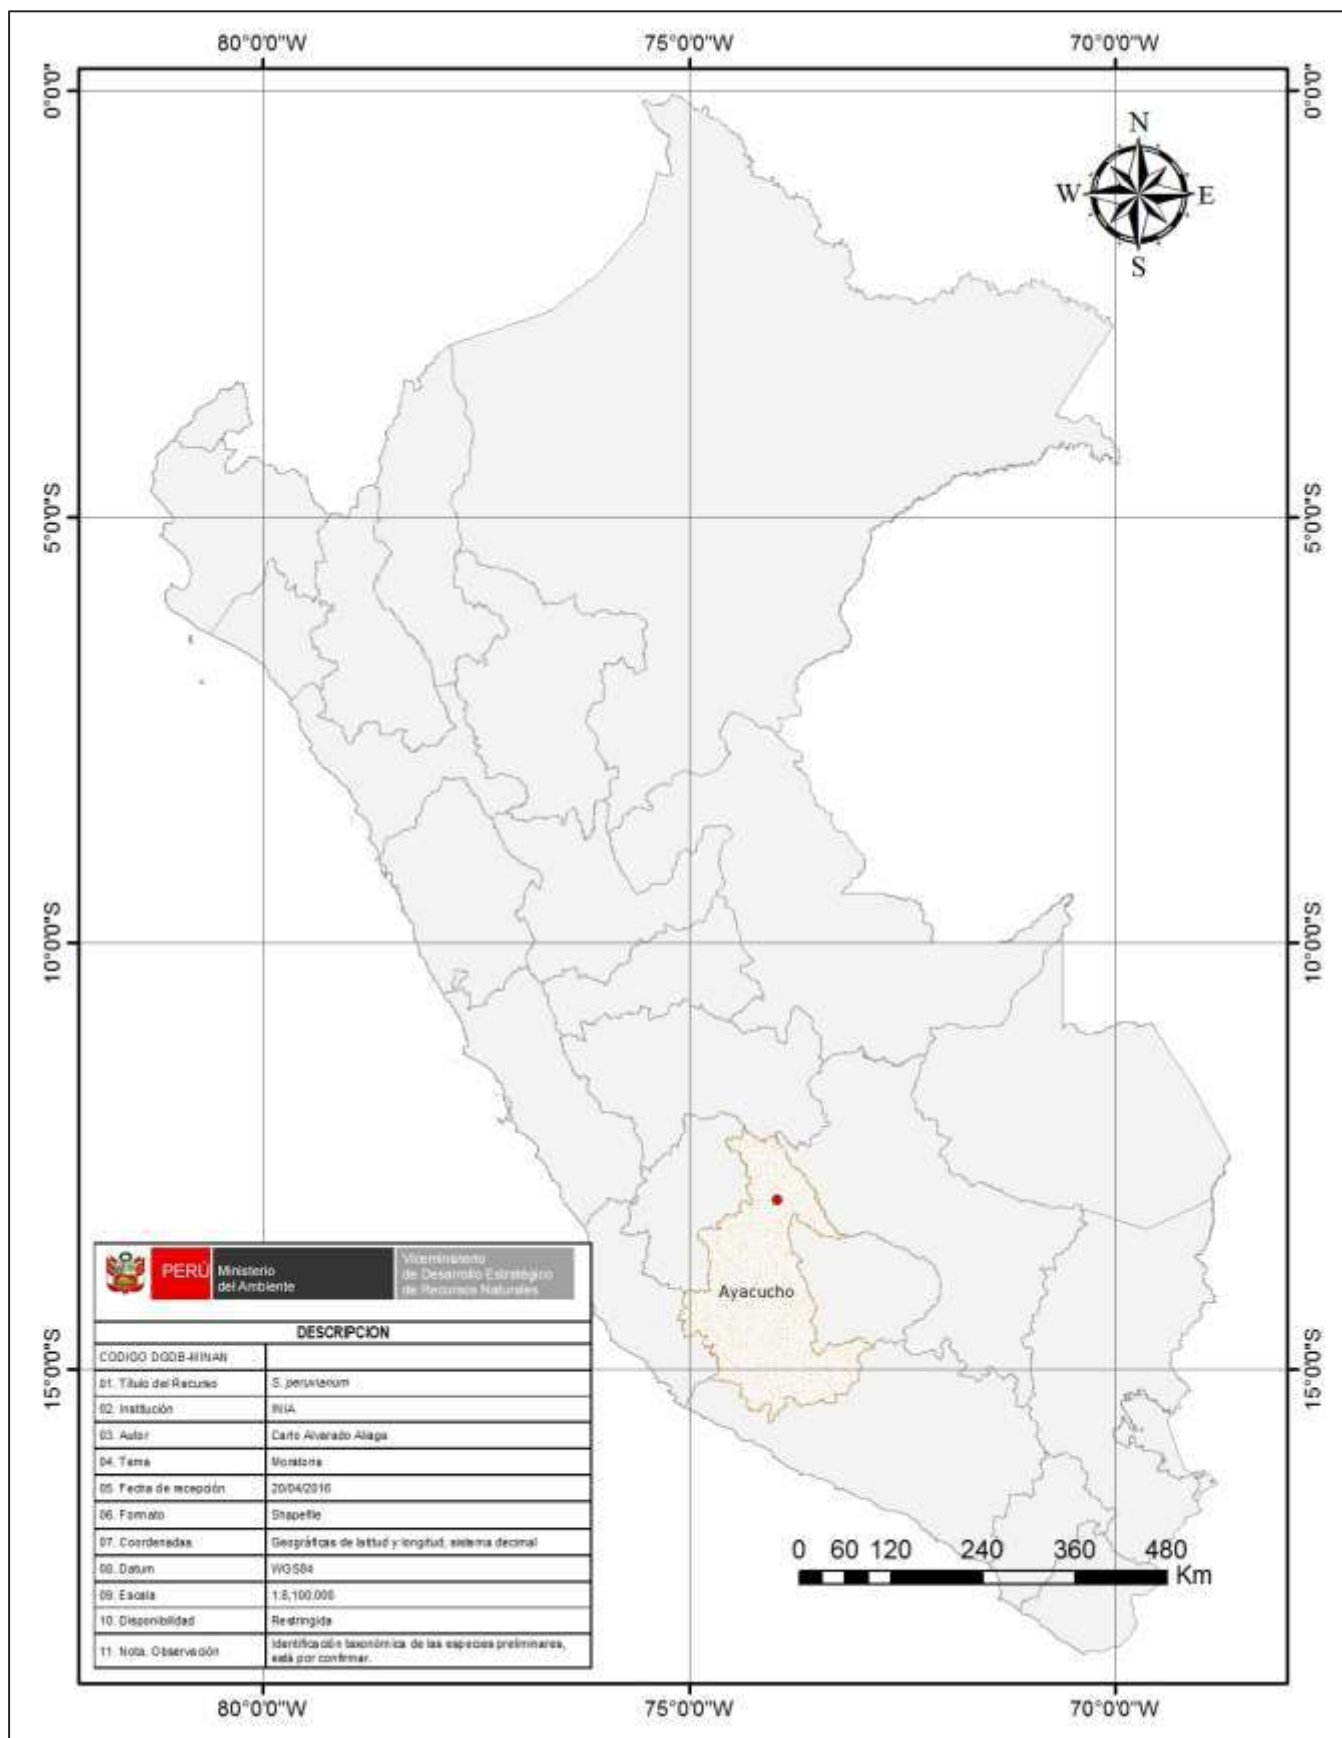 80°0'0"W 75°0'0"W 70°0'0"W
0°0'0" 0°0'0"
N
W E
S
5°0'0"S 5°0'0"S
10°0'0"S 10°0'0"S
Ayacucho
PERÚ Ministerio del Ambiente
Viceministerio
de Desarrollo Estratégico
de Recursos Naturales
DESCRIPCION
CODIGO DGDB-MINAN
01. Título del Recurso S. peruvianum
02. Institución INIA
03. Autor Carlo Alvarado Aliaga
04. Tema Monitoria
05. Fecha de recepción 20/04/2016
06. Formato Shapefile
07. Coordenadas Geográficas de latitud y longitud, sistema decimal
08. Datum WGS84
09. Escala
10. Disponibilidad Restringida
11. Nota, Observación Identificación taxonómica de las especies preliminares,
está por confirmar.
15°0'0"S 15°0'0"S
0 60 120 240 360 480
Km
80°0'0"W 75°0'0"W 70°0'0"W